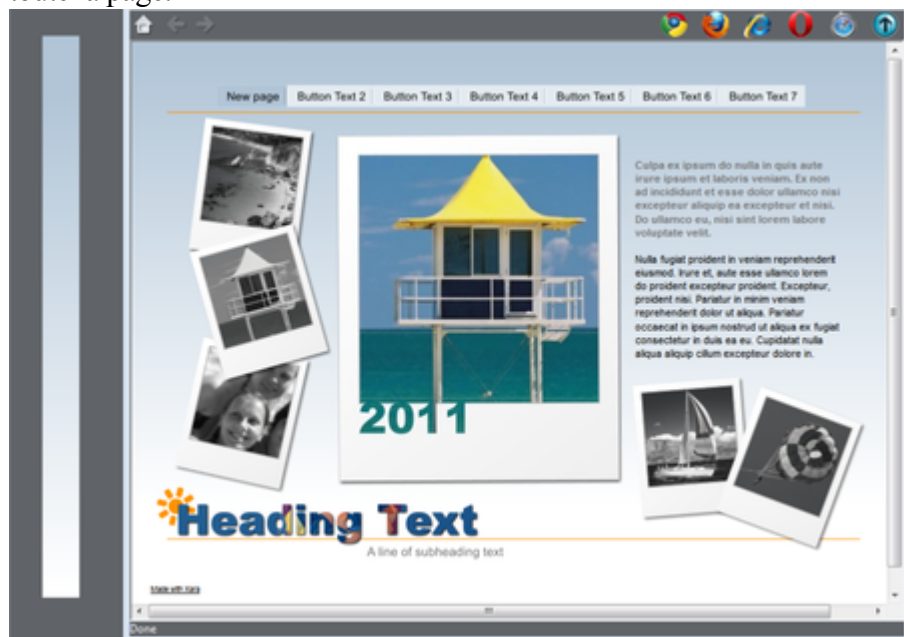 toute la page.
New page Button Text 2 Button Text 3 Button Text 4 Button Text 5 Button Text 6 Button Text 7
Culpa ex ipsum do nulla in quis aute
irure ipsum et laboris veniam. Ex non
ad incididunt et esse dolor ullamco nisi
excepteur aliquip ea excepteur et nisi.
Do ullamco eu, nisi sint lorem labore
voluptate velit.
Nulla fugiat proident in veniam reprehenderit
eiusmod. Irure et, aute esse ullamco lorem
do proident excepteur proident. Excepteur,
proident nisi. Pariatur in minim veniam
reprehenderit dolor ut aliqua. Pariatur
occaecat in ipsum nostrud ut aliqua ex fugiat
consectetur in duis ea eu. Cupidatat nulla
aliqua aliquip cillum excepteur dolore in.
2011
Heading Text
A line of subheading text
Made with Xara
Done